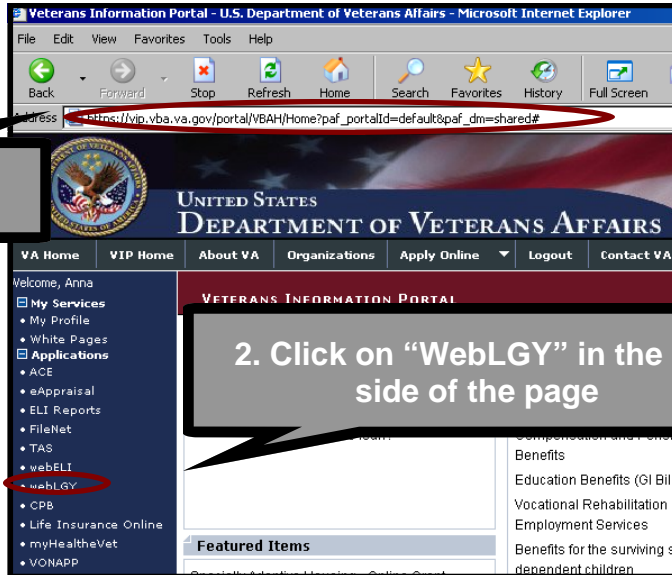 Veterans Information Portal - U.S. Department of Veterans Affairs - Microsoft Internet Explorer
File Edit View Favorites Tools Help
Back Forward Stop Refresh Home Search Favorites History Full Screen
Address https://vip.vba.va.gov/portal/VBAH/Home?paf_portalId=default&paf_dm=shared#
UNITED STATES
DEPARTMENT OF VETERANS AFFAIRS
VA Home VIP Home About VA Organizations Apply Online Logout Contact VA
Welcome, Anna
My Services
• My Profile
• White Pages
Applications
• ACE
• eAppraisal
• ELI Reports
• FileNet
• TAS
• webELI
• webLGY
• CPB
• Life Insurance Online
• myHealtheVet
• VONAPP
VETERANS INFORMATION PORTAL
2. Click on “WebLGY” in the
side of the page
Benefits
Education Benefits (GI Bil
Vocational Rehabilitation
Employment Services
Benefits for the surviving s
dependent children
Featured Items